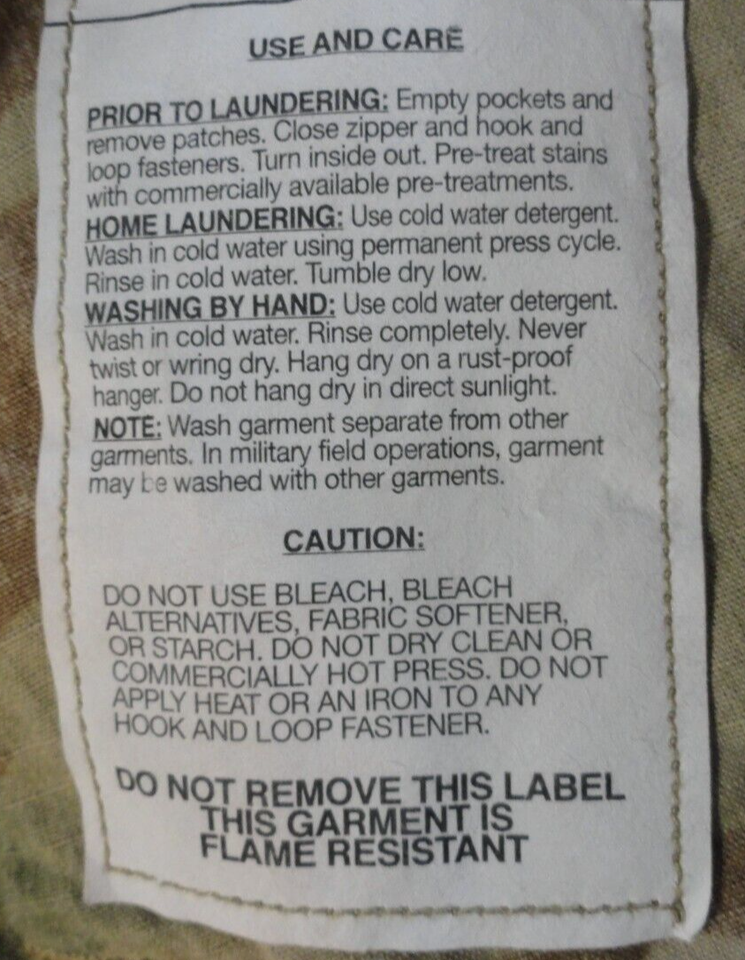 USE AND CARE
PRIOR TO LAUNDERING: Empty pockets and
remove patches. Close zipper and hook and
loop fasteners. Turn inside out. Pre-treat stains
with commercially available pre-treatments.
HOME LAUNDERING: Use cold water detergent.
Wash in cold water using permanent press cycle.
Rinse in cold water. Tumble dry low.
WASHING BY HAND: Use cold water detergent.
Wash in cold water. Rinse completely. Never
twist or wring dry. Hang dry on a rust-proof
hanger. Do not hang dry in direct sunlight.
NOTE: Wash garment separate from other
garments. In military field operations, garment
may be washed with other garments.
CAUTION:
DO NOT USE BLEACH, BLEACH
ALTERNATIVES, FABRIC SOFTENER,
OR STARCH. DO NOT DRY CLEAN OR
COMMERCIALLY HOT PRESS. DO NOT
APPLY HEAT OR AN IRON TO ANY
HOOK AND LOOP FASTENER.
DO NOT REMOVE THIS LABEL
THIS GARMENT IS
FLAME RESISTANT